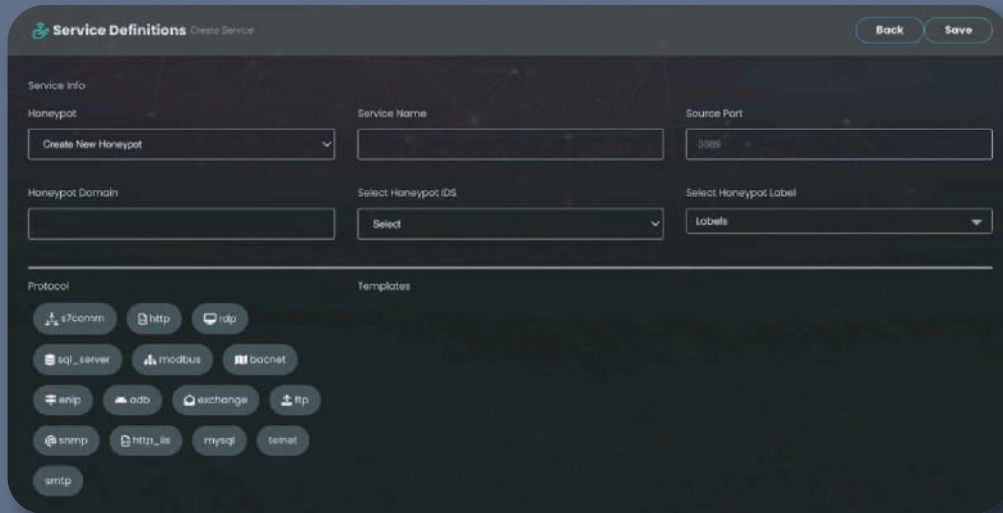 Service Definitions Create Service
Back
Save
Service Info
Honeypot
Service Name
Source Port
Create New Honeypot
3389
Honeypot Domain
Select Honeypot IDS
Select Honeypot Label
Select
Labels
Protocol
Templates
s7comm
http
rdp
sql_server
modbus
bacnet
enip
adb
exchange
ftp
snmp
http_iis
mysql
telnet
smtp